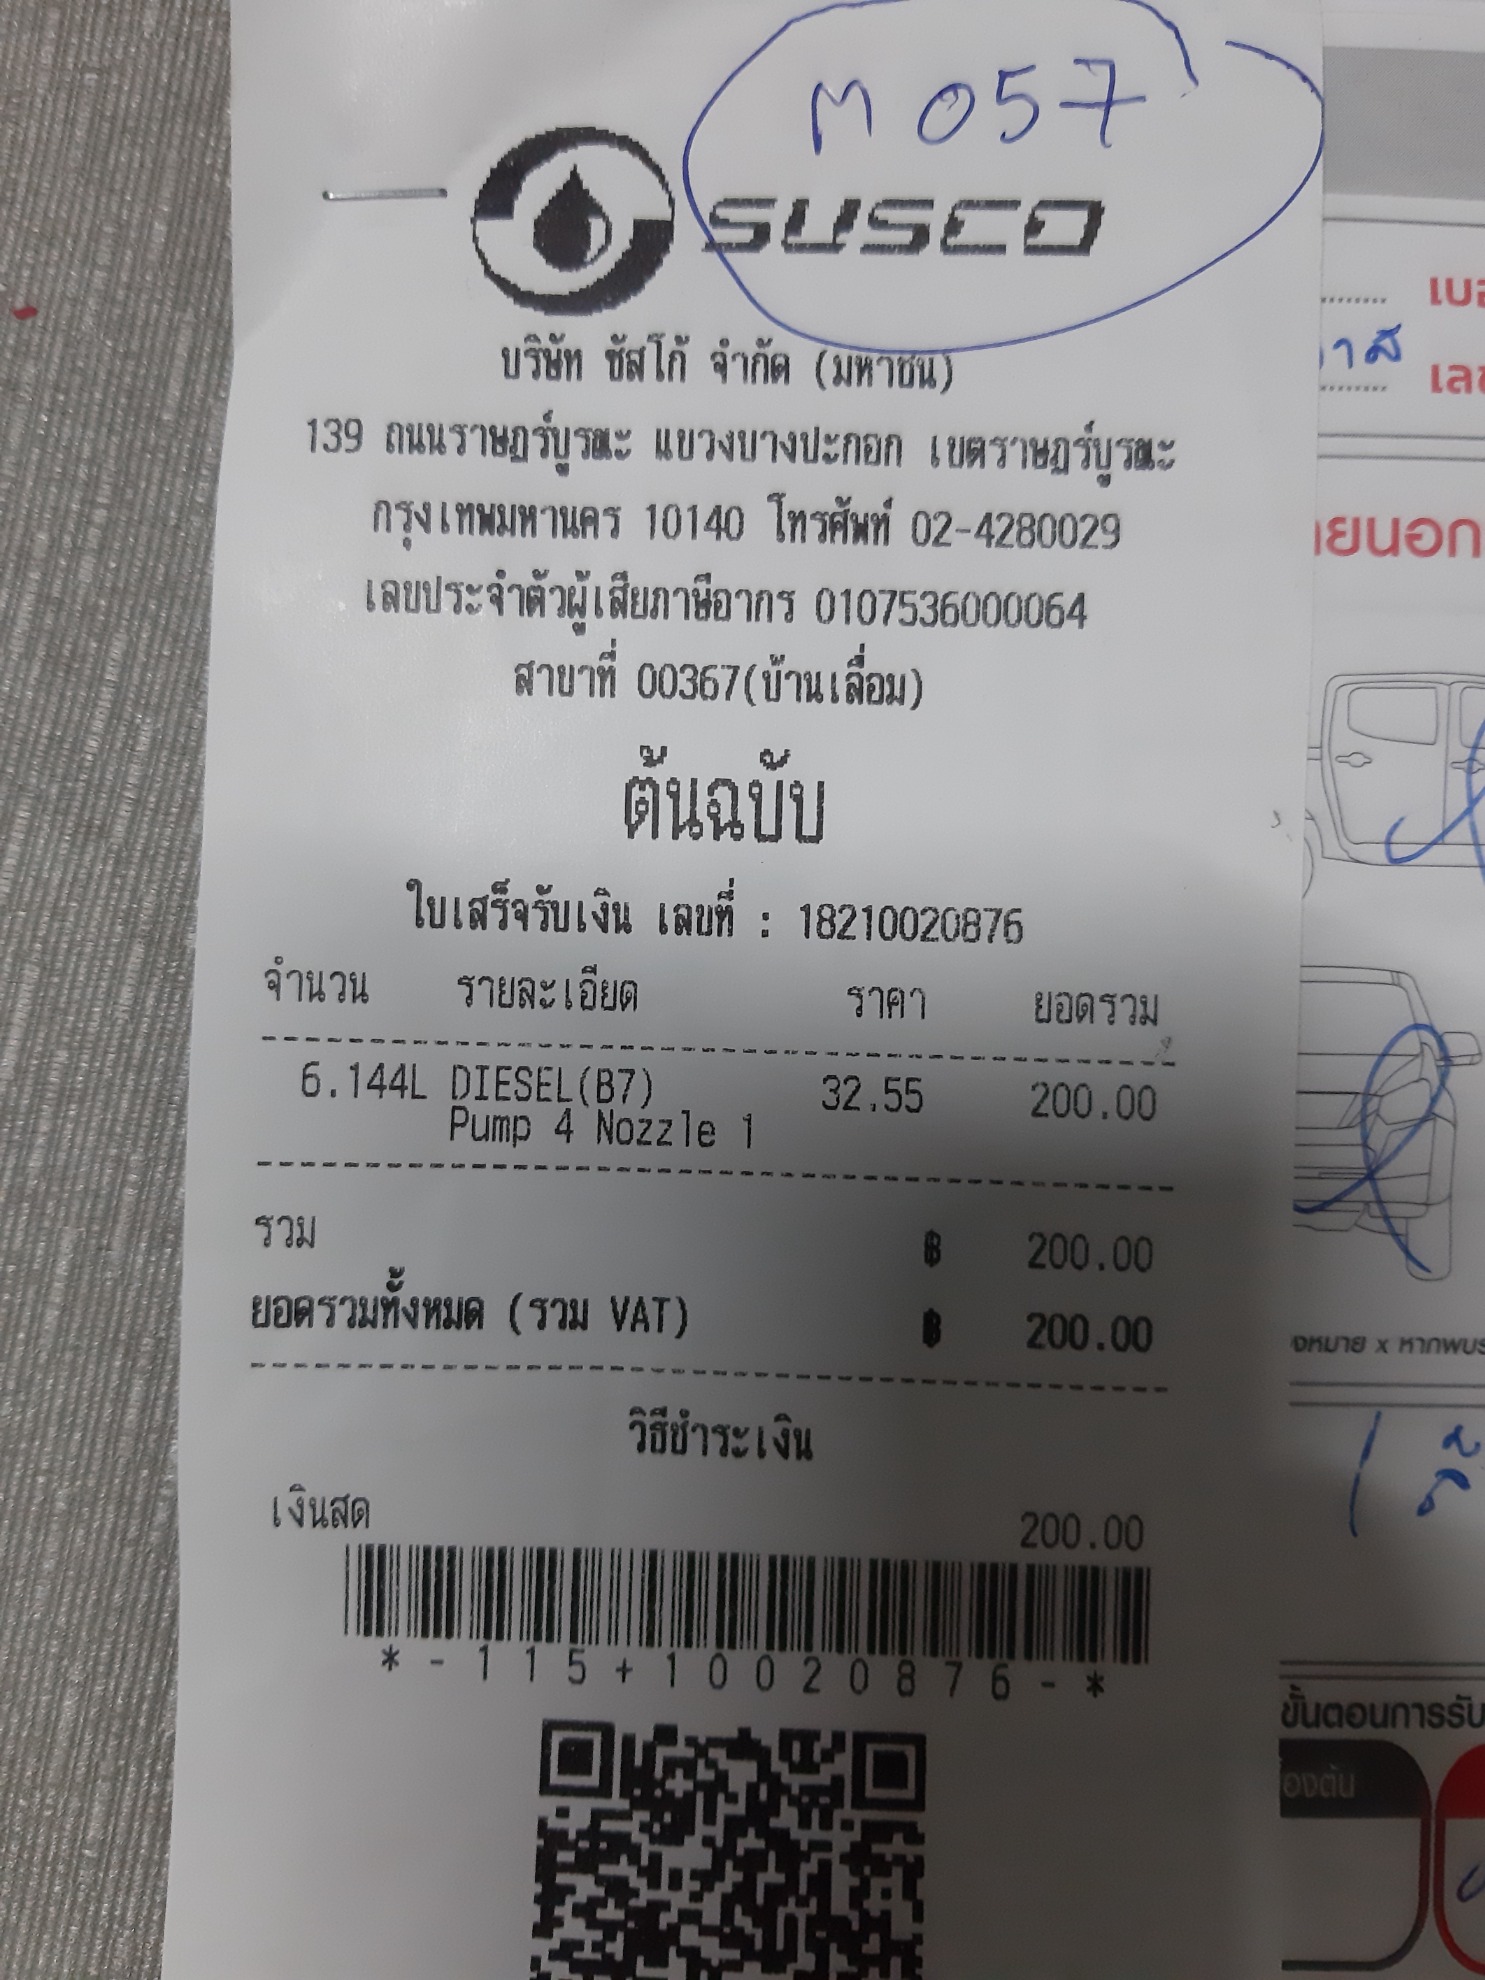 M 057
SUSCO
บริษัท ซัสโก้ จำกัด (มหาชน)
139 ถนนราษฎร์บูรณะ แขวงบางปะกอก เขตราษฎร์บูรณะ
กรุงเทพมหานคร 10140 โทรศัพท์ 02-4280029
เลขประจำตัวผู้เสียภาษีอากร 0107536000064
สาขาที่ 00367(บ้านเลื่อม)
ต้นฉบับ
ใบเสร็จรับเงิน เลขที่ : 18210020876
จำนวน รายละเอียด ราคา ยอดรวม
6.144L DIESEL(B7) 32.55 200.00
Pump 4 Nozzle 1
รวม ฿ 200.00
ยอดรวมทั้งหมด (รวม VAT) ฿ 200.00
วิธีชำระเงิน
เงินสด 200.00
*-115+10020876-*
ขั้นตอนการรับ